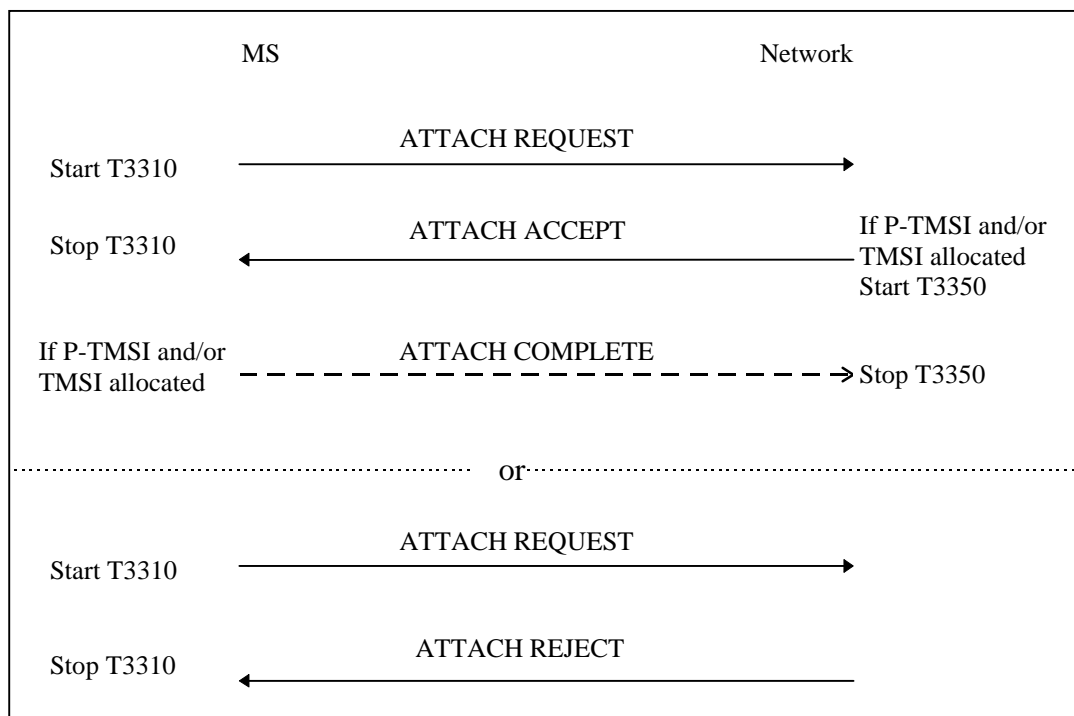 MS Network
ATTACH REQUEST
Start T3310
ATTACH ACCEPT
Stop T3310
If P-TMSI and/or
TMSI allocated
Start T3350
If P-TMSI and/or
TMSI allocated
ATTACH COMPLETE
Stop T3350
or
ATTACH REQUEST
Start T3310
ATTACH REJECT
Stop T3310